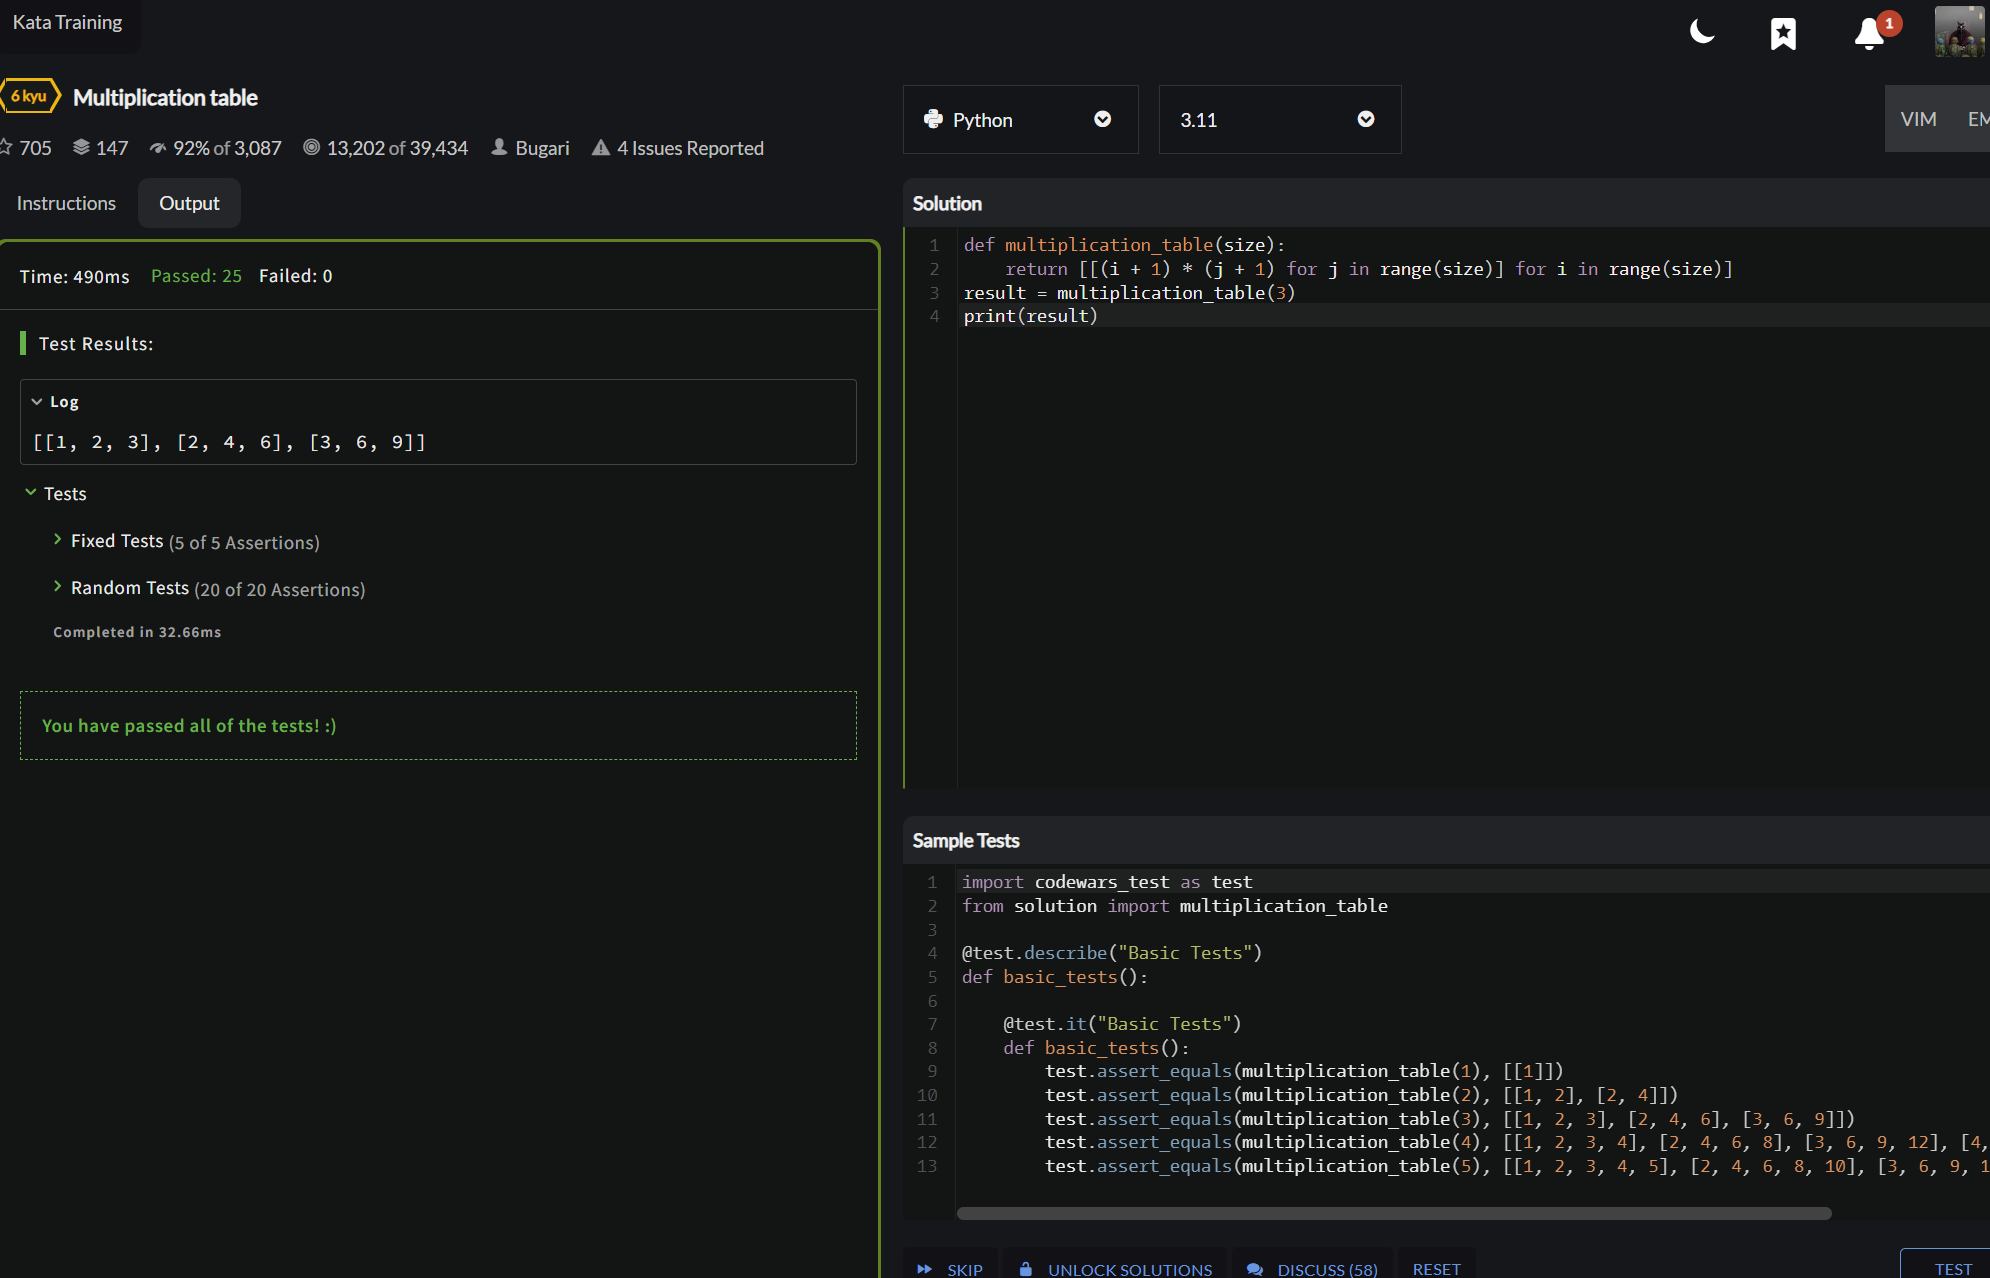 Kata Training
1
6 kyu Multiplication table
705 147 92% of 3,087 13,202 of 39,434 Bugari 4 Issues Reported
Instructions Output
Time: 490ms Passed: 25 Failed: 0
Test Results:
Log
[[1, 2, 3], [2, 4, 6], [3, 6, 9]]
Tests
Fixed Tests (5 of 5 Assertions)
Random Tests (20 of 20 Assertions)
Completed in 32.66ms
You have passed all of the tests! :)
Python 3.11 VIM EM
Solution
1 def multiplication_table(size):
2     return [[(i + 1) * (j + 1) for j in range(size)] for i in range(size)]
3 result = multiplication_table(3)
4 print(result)
Sample Tests
1 import codewars_test as test
2 from solution import multiplication_table
3
4 @test.describe("Basic Tests")
5 def basic_tests():
6
7     @test.it("Basic Tests")
8     def basic_tests():
9         test.assert_equals(multiplication_table(1), [[1]])
10         test.assert_equals(multiplication_table(2), [[1, 2], [2, 4]])
11         test.assert_equals(multiplication_table(3), [[1, 2, 3], [2, 4, 6], [3, 6, 9]])
12         test.assert_equals(multiplication_table(4), [[1, 2, 3, 4], [2, 4, 6, 8], [3, 6, 9, 12], [4,
13         test.assert_equals(multiplication_table(5), [[1, 2, 3, 4, 5], [2, 4, 6, 8, 10], [3, 6, 9, 1
SKIP UNLOCK SOLUTIONS DISCUSS (58) RESET TEST